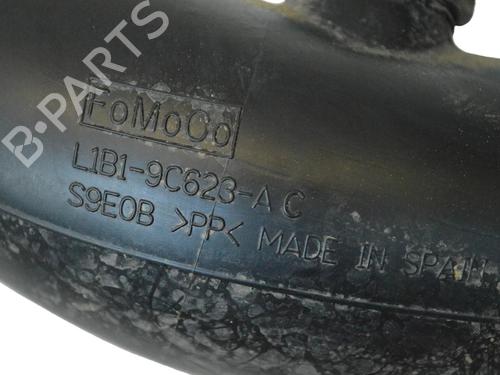 B-PARTS
FoMoCo
L1B1-9C623-A C
S9E0B >PP< MADE IN SPAIN